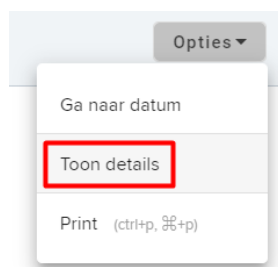 Opties
Ga naar datum
Toon details
Print (ctrl+p, ⌘+p)